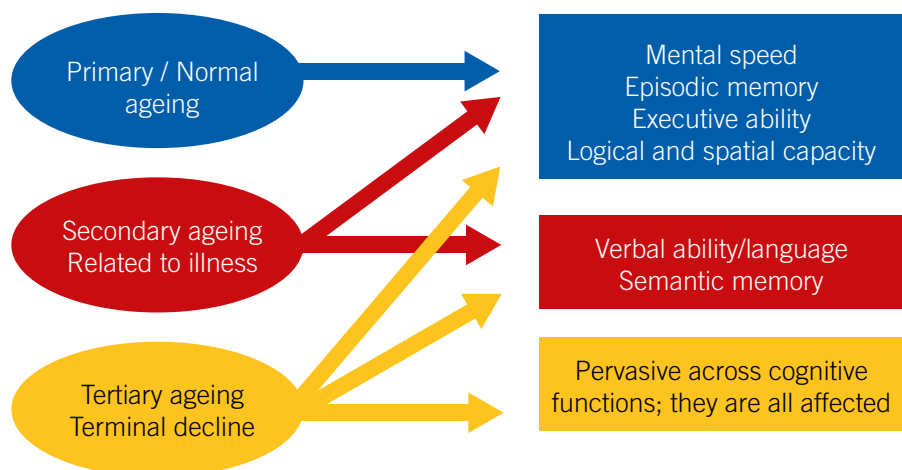 Primary / Normal
ageing
Mental speed
Episodic memory
Executive ability
Logical and spatial capacity
Secondary ageing
Related to illness
Verbal ability/language
Semantic memory
Tertiary ageing
Terminal decline
Pervasive across cognitive
functions; they are all affected